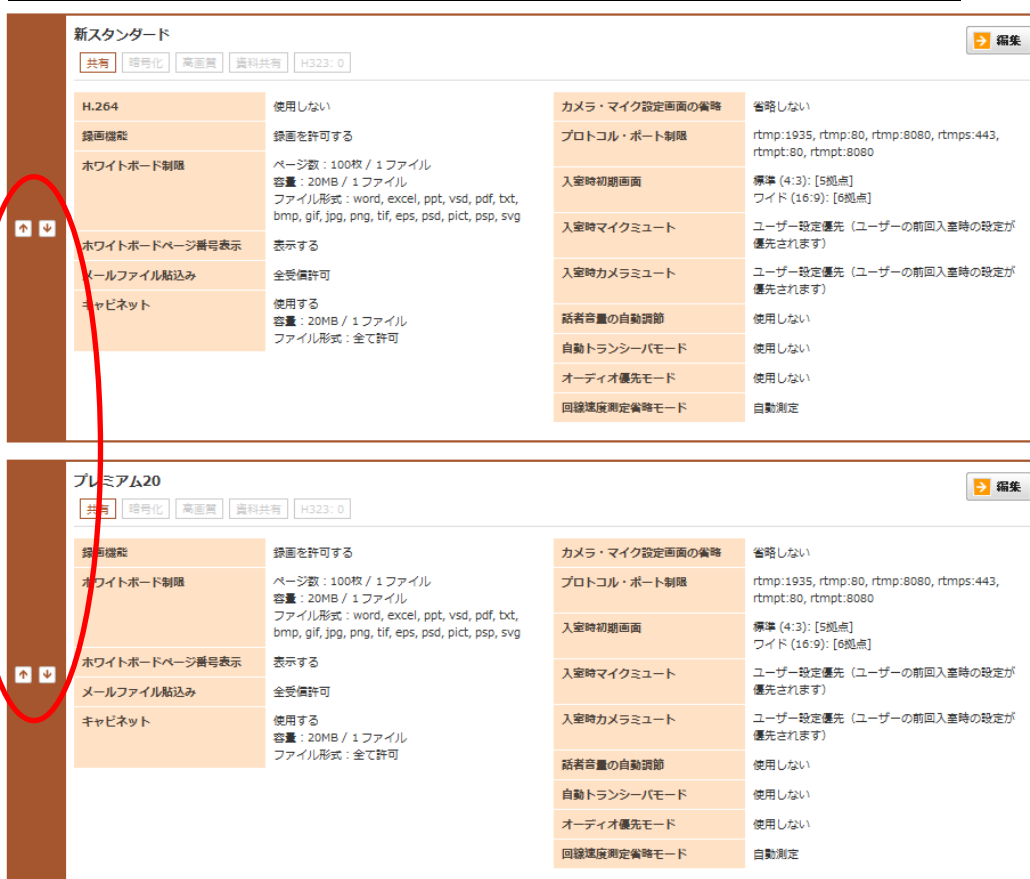 新スタンダード
編集
共有 暗号化 高画質 資料共有 H323: 0
H.264 使用しない
録画機能 録画を許可する
ホワイトボード制限 ページ数 : 100枚 / 1 ファイル
容量 : 20MB / 1 ファイル
ファイル形式 : word, excel, ppt, vsd, pdf, txt,
bmp, gif, jpg, png, tif, eps, psd, pict, psp, svg
ホワイトボードページ番号表示 表示する
メールファイル貼込み 全受信許可
キャビネット 使用する
容量 : 20MB / 1 ファイル
ファイル形式 : 全て許可
カメラ・マイク設定画面の省略 省略しない
プロトコル・ポート制限 rtmp:1935, rtmp:80, rtmp:8080, rtmps:443,
rtmpt:80, rtmpt:8080
入室時初期画面 標準 (4:3): [5拠点]
ワイド (16:9): [6拠点]
入室時マイクミュート ユーザー設定優先（ユーザーの前回入室時の設定が
優先されます）
入室時カメラミュート ユーザー設定優先（ユーザーの前回入室時の設定が
優先されます）
話者音量の自動調節 使用しない
自動トランシーバモード 使用しない
オーディオ優先モード 使用しない
回線速度測定省略モード 自動測定
プレミアム20
編集
共有 暗号化 高画質 資料共有 H323: 0
録画機能 録画を許可する
ホワイトボード制限 ページ数 : 100枚 / 1 ファイル
容量 : 20MB / 1 ファイル
ファイル形式 : word, excel, ppt, vsd, pdf, txt,
bmp, gif, jpg, png, tif, eps, psd, pict, psp, svg
ホワイトボードページ番号表示 表示する
メールファイル貼込み 全受信許可
キャビネット 使用する
容量 : 20MB / 1 ファイル
ファイル形式 : 全て許可
カメラ・マイク設定画面の省略 省略しない
プロトコル・ポート制限 rtmp:1935, rtmp:80, rtmp:8080, rtmps:443,
rtmpt:80, rtmpt:8080
入室時初期画面 標準 (4:3): [5拠点]
ワイド (16:9): [6拠点]
入室時マイクミュート ユーザー設定優先（ユーザーの前回入室時の設定が
優先されます）
入室時カメラミュート ユーザー設定優先（ユーザーの前回入室時の設定が
優先されます）
話者音量の自動調節 使用しない
自動トランシーバモード 使用しない
オーディオ優先モード 使用しない
回線速度測定省略モード 自動測定